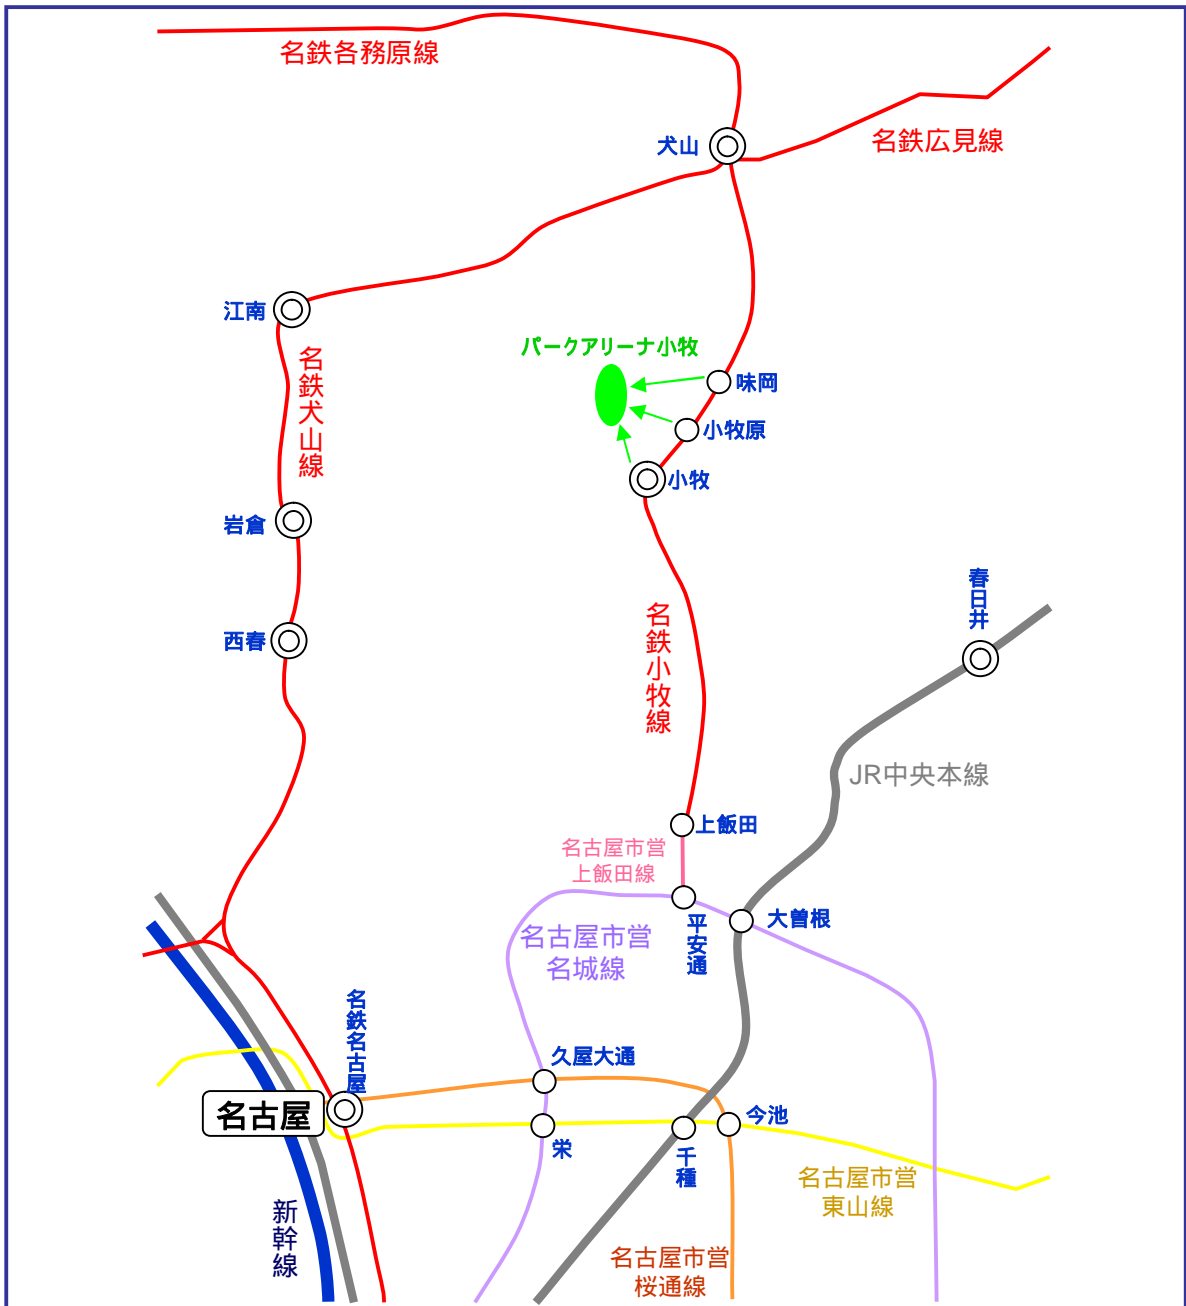 名鉄各務原線
犬山
名鉄広見線
江南
名鉄犬山線
パークアリーナ小牧
味岡
小牧原
小牧
岩倉
西春
春日井
名鉄小牧線
JR中央本線
上飯田
名古屋市営
上飯田線
平安通
大曽根
名古屋市営
名城線
名鉄名古屋
久屋大通
名古屋
栄
千種
今池
名古屋市営
東山線
新幹線
名古屋市営
桜通線